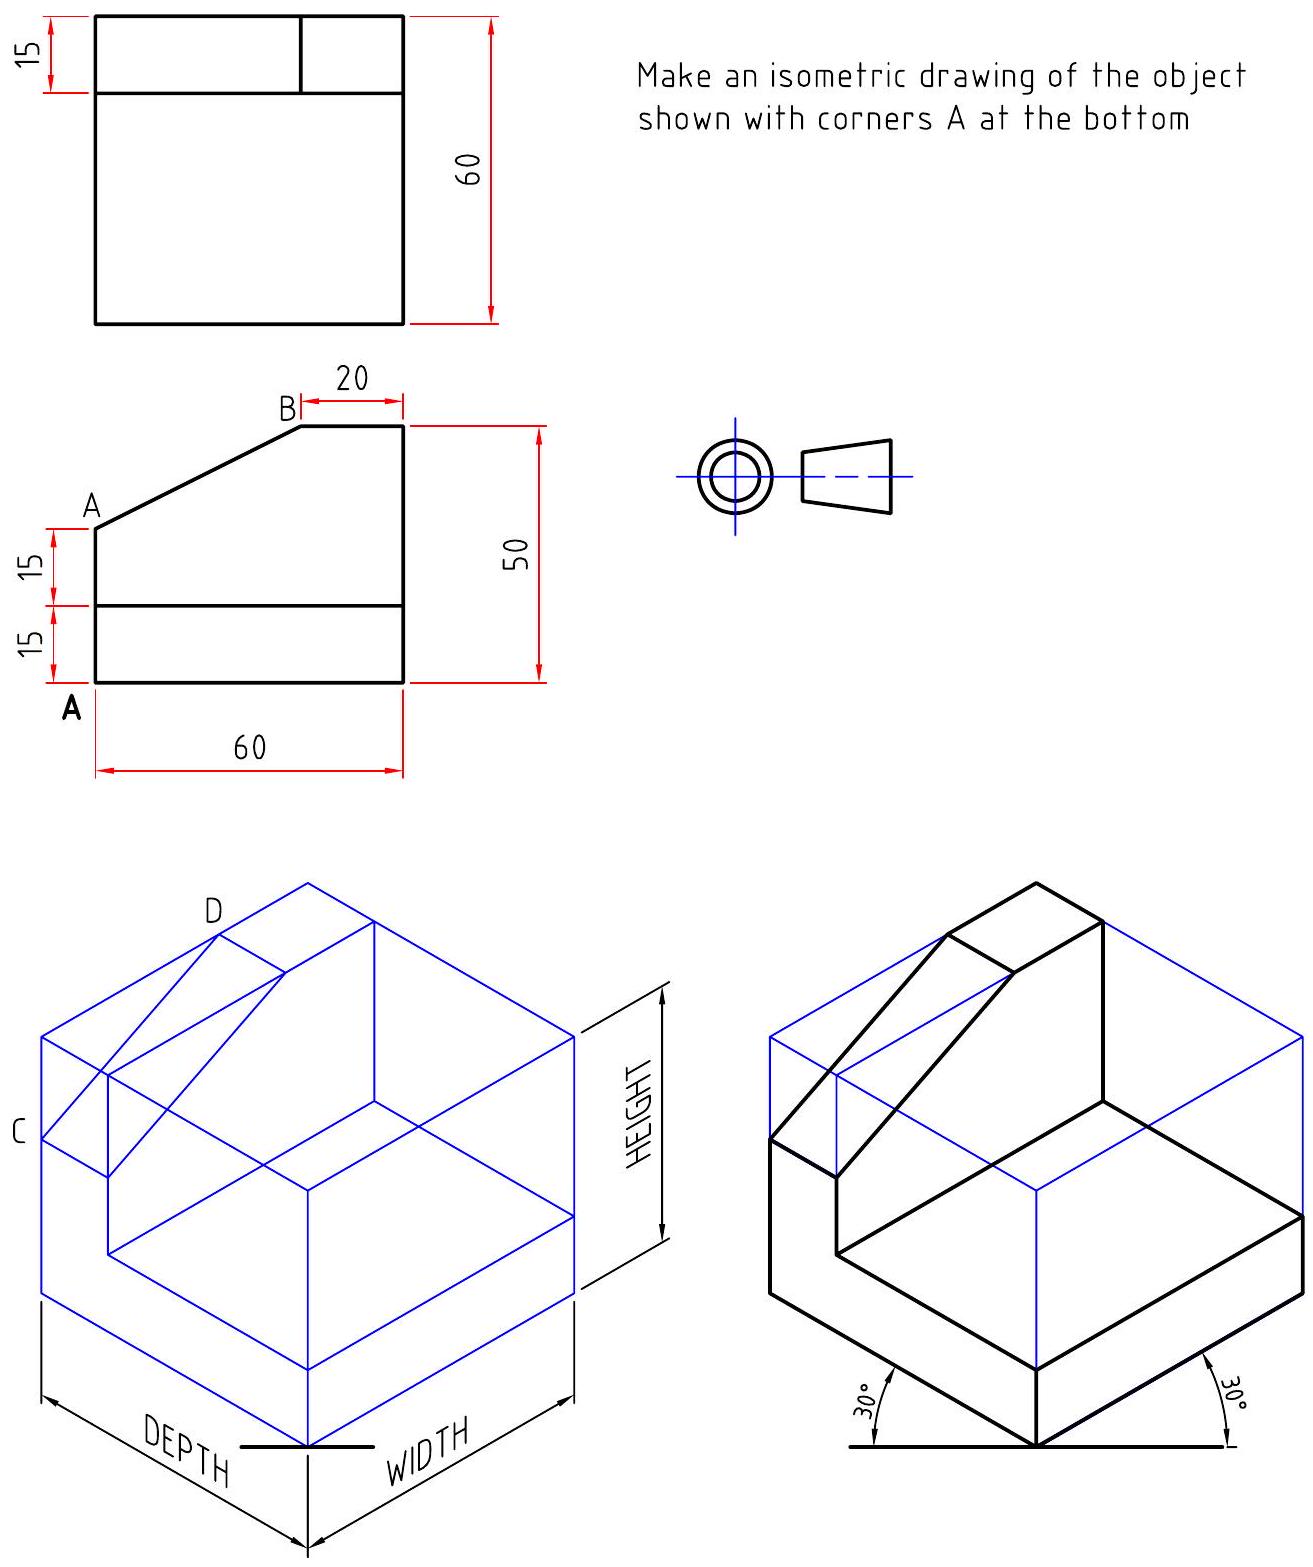 15
60
Make an isometric drawing of the object
shown with corners A at the bottom
20
B
A
15
50
15
A
60
D
C
HEIGHT
DEPTH
WIDTH
30°
30°